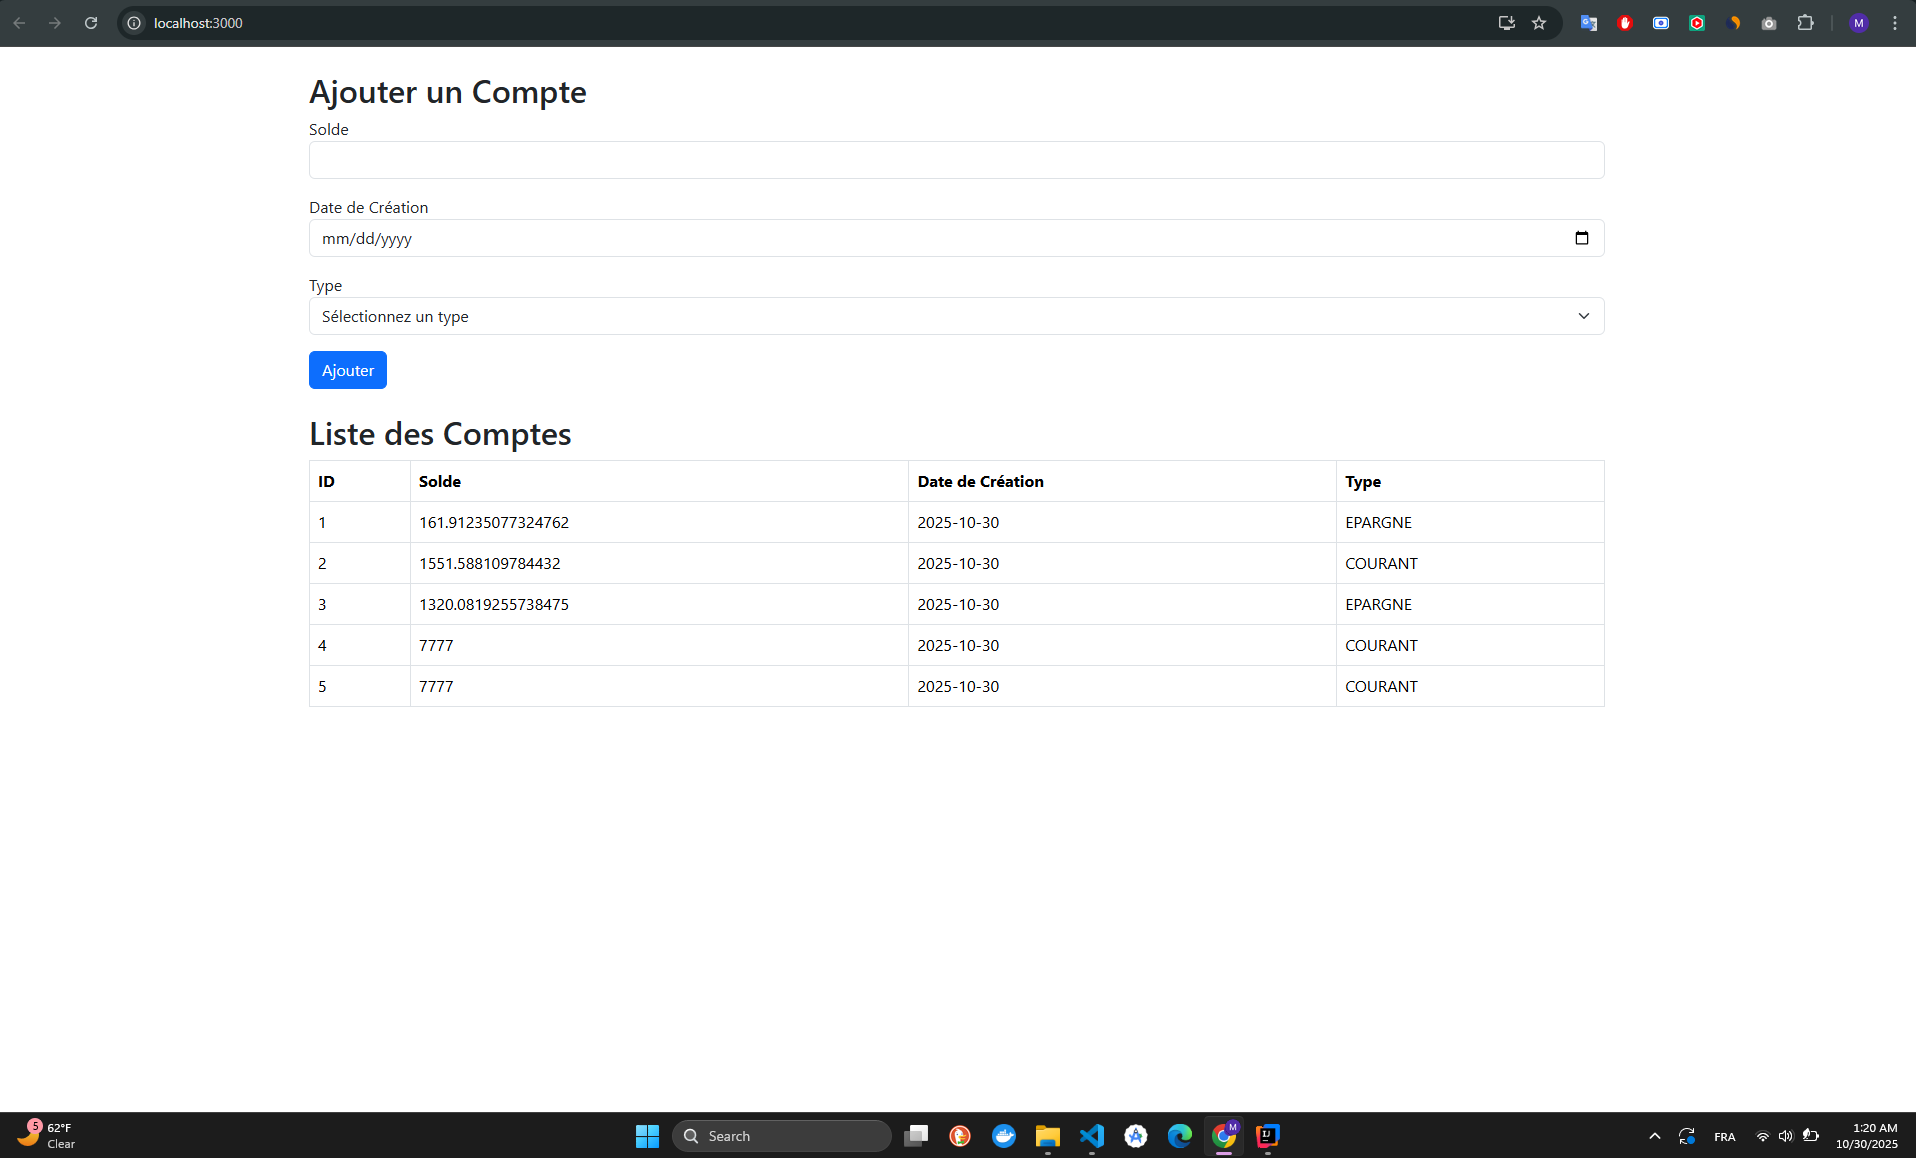 localhost:3000
M
Ajouter un Compte
Solde
Date de Création
mm/dd/yyyy
Type
Sélectionnez un type
Ajouter
Liste des Comptes
ID Solde Date de Création Type
1 161.91235077324762 2025-10-30 EPARGNE
2 1551.588109784432 2025-10-30 COURANT
3 1320.0819255738475 2025-10-30 EPARGNE
4 7777 2025-10-30 COURANT
5 7777 2025-10-30 COURANT
5
62°F
Clear
Search
M
IJ
FRA
1:20 AM
10/30/2025